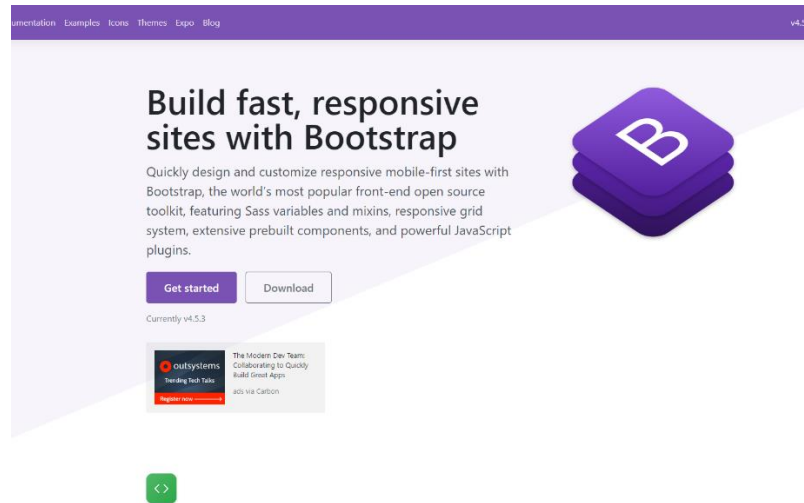 umentation Examples Icons Themes Expo Blog
v4.5
Build fast, responsive
sites with Bootstrap
B
Quickly design and customize responsive mobile-first sites with
Bootstrap, the world's most popular front-end open source
toolkit, featuring Sass variables and mixins, responsive grid
system, extensive prebuilt components, and powerful JavaScript
plugins.
Get started
Download
Currently v4.5.3
outsystems
Trending Tech Talks
Register now
The Modern Dev Team:
Collaborating to Quickly
Build Great Apps
ads via Carbon